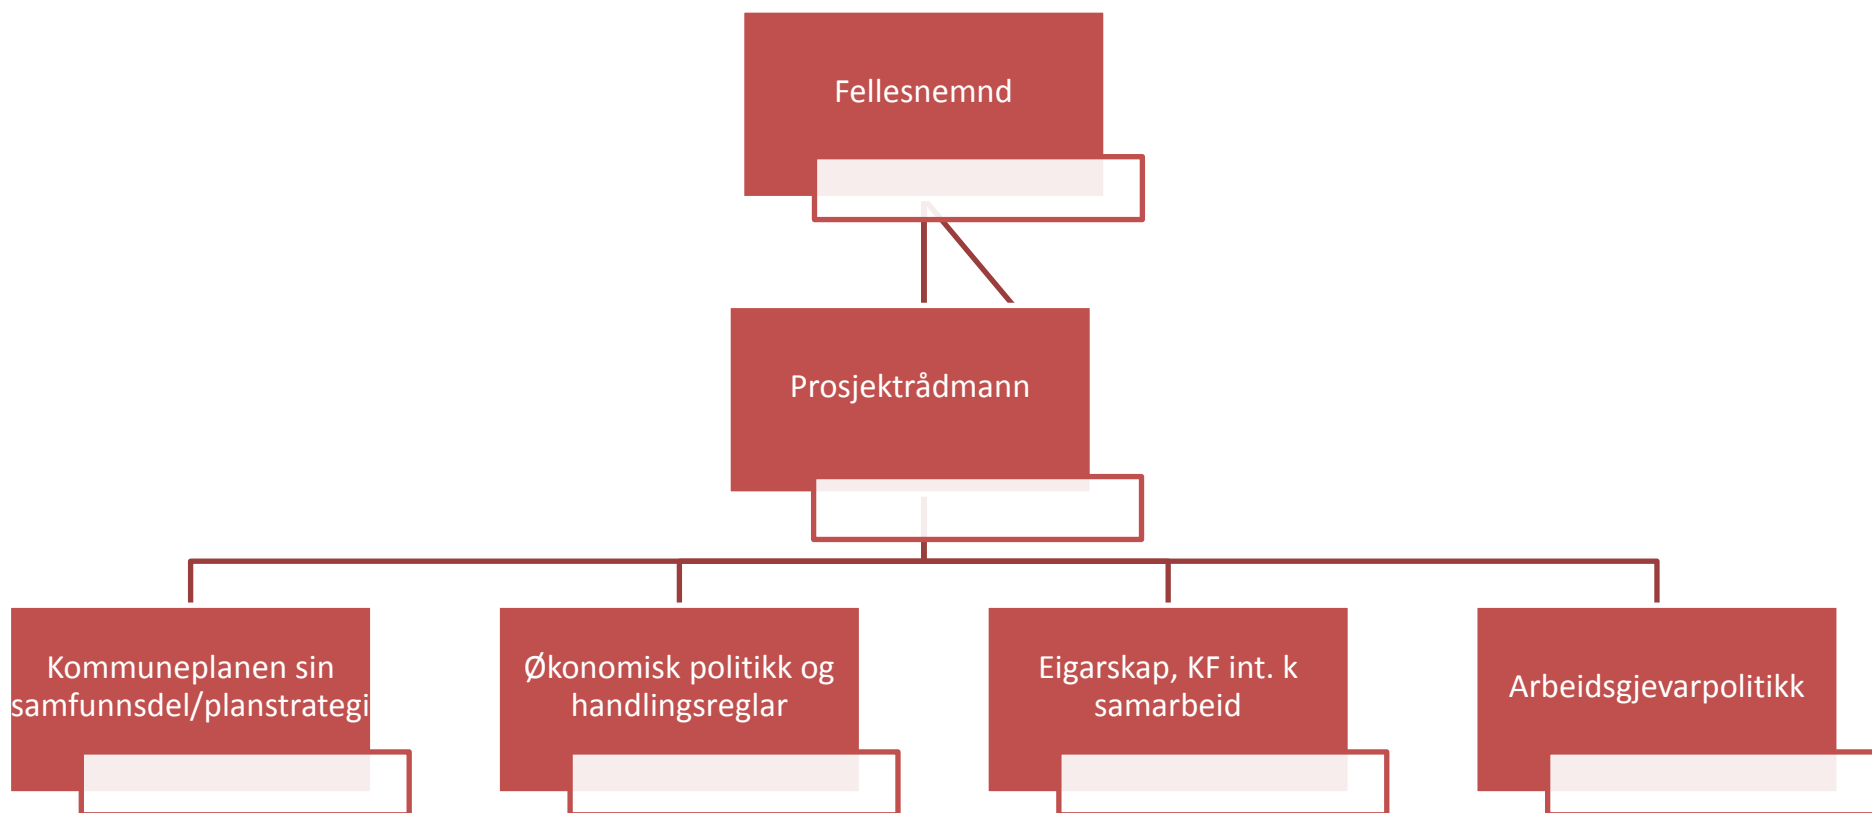 Fellesnemnd
Prosjektrådmann
Kommuneplanen sin
samfunnsdel/planstrategi
Økonomisk politikk og
handlingsreglar
Eigarskap, KF int. k
samarbeid
Arbeidsgjevarpolitikk